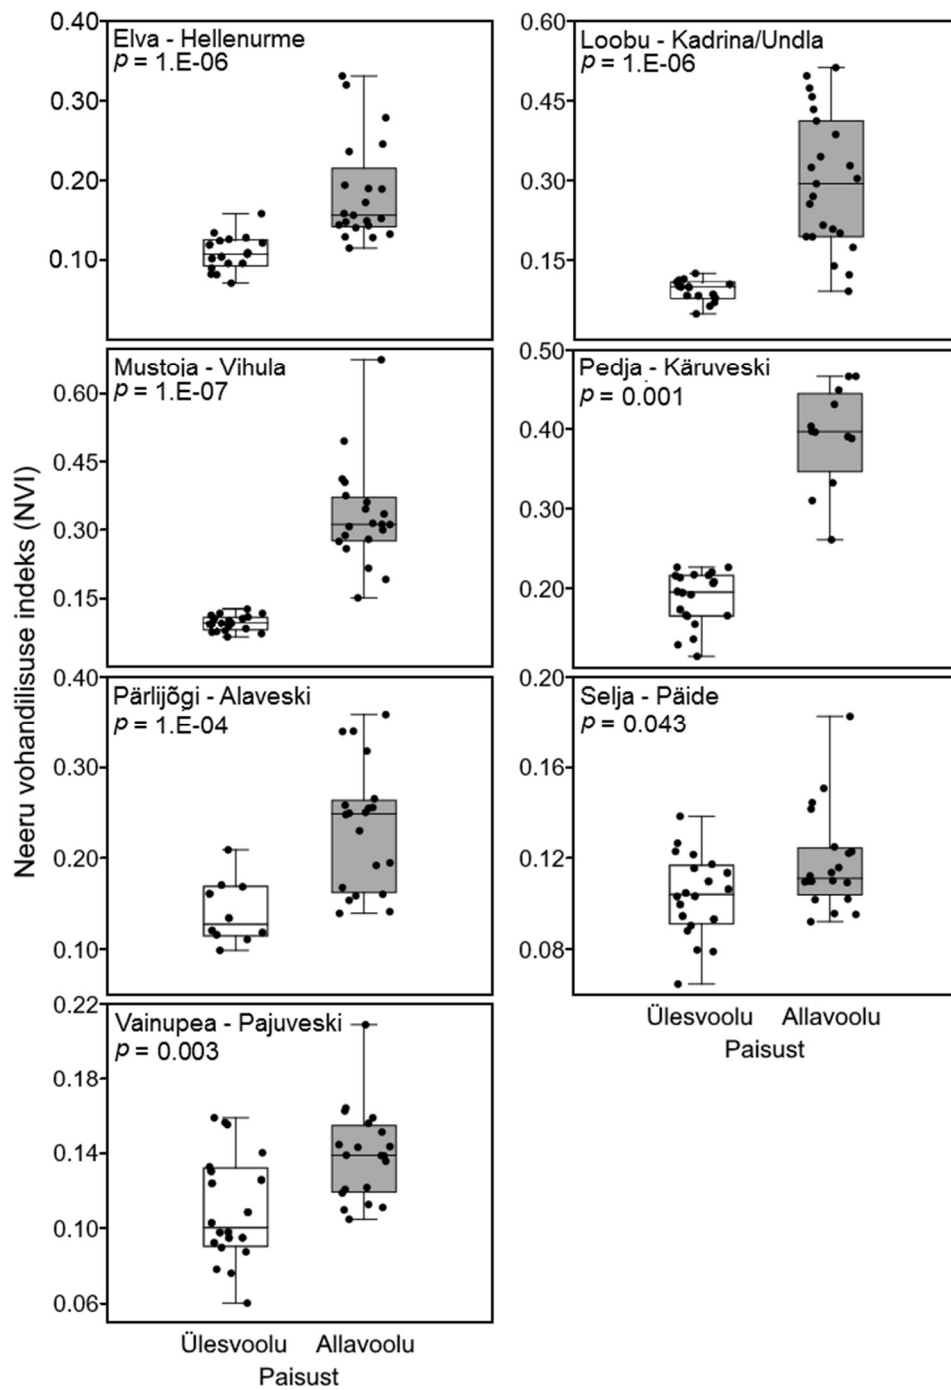 Neeru vohandilisuse indeks (NVI)
Elva - Hellenurme
p = 1.E-06
0.40
0.30
0.20
0.10
Loobu - Kadrina/Undla
p = 1.E-06
0.60
0.45
0.30
0.15
Mustoja - Vihula
p = 1.E-07
0.60
0.45
0.30
0.15
Pedja - Käruveski
p = 0.001
0.50
0.40
0.30
0.20
Pärlijõgi - Alaveski
p = 1.E-04
0.40
0.30
0.20
0.10
Selja - Päide
p = 0.043
0.20
0.16
0.12
0.08
Ülesvoolu Allavoolu
Paisust
Vainupea - Pajuveski
p = 0.003
0.22
0.18
0.14
0.10
0.06
Ülesvoolu Allavoolu
Paisust